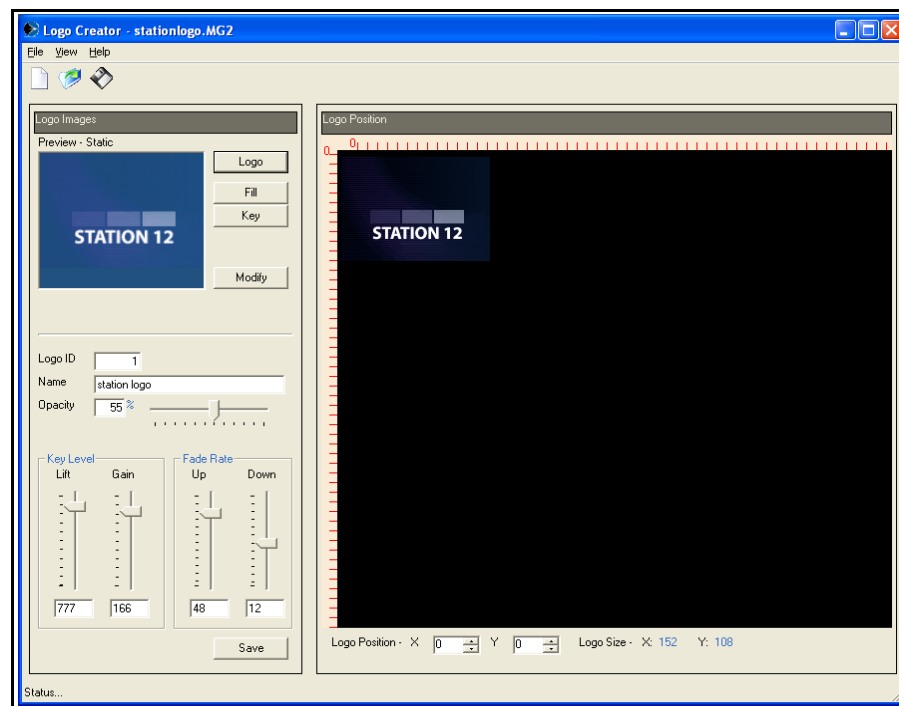 Logo Creator - stationlogo.MG2
File View Help
Logo Images
Preview - Static
STATION 12
Logo
Fill
Key
Modify
Logo ID 1
Name station logo
Opacity 55 %
Key Level
Lift Gain
777 166
Fade Rate
Up Down
48 12
Save
Logo Position
0 0
STATION 12
Logo Position - X 0 Y 0 Logo Size - X: 152 Y: 108
Status...